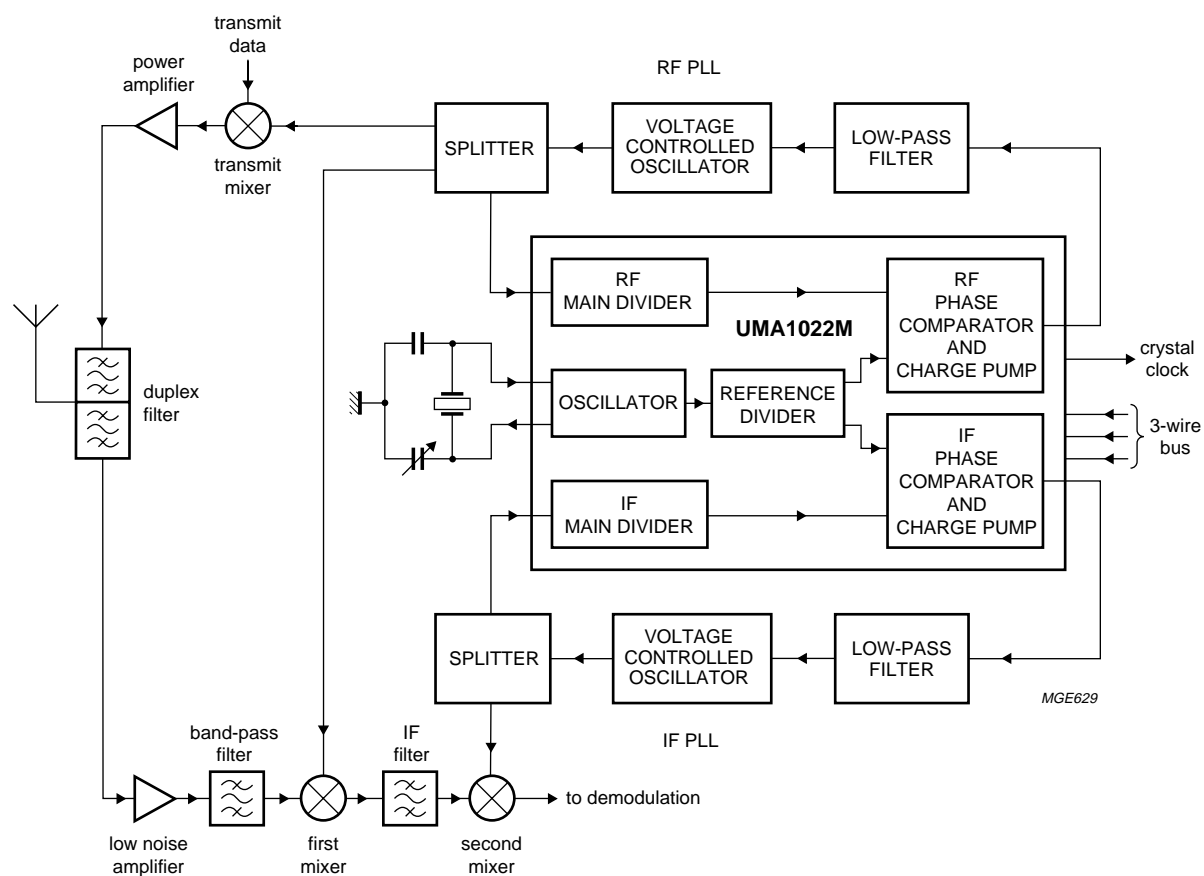 transmit
data
power
amplifier
RF PLL
SPLITTER
VOLTAGE
CONTROLLED
OSCILLATOR
LOW-PASS
FILTER
transmit
mixer
RF
MAIN DIVIDER
RF
PHASE
COMPARATOR
AND
CHARGE PUMP
UMA1022M
crystal
clock
duplex
filter
OSCILLATOR
REFERENCE
DIVIDER
3-wire
bus
IF
PHASE
COMPARATOR
AND
CHARGE PUMP
IF
MAIN DIVIDER
SPLITTER
VOLTAGE
CONTROLLED
OSCILLATOR
LOW-PASS
FILTER
MGE629
band-pass
filter
IF
filter
IF PLL
to demodulation
low noise
amplifier
first
mixer
second
mixer